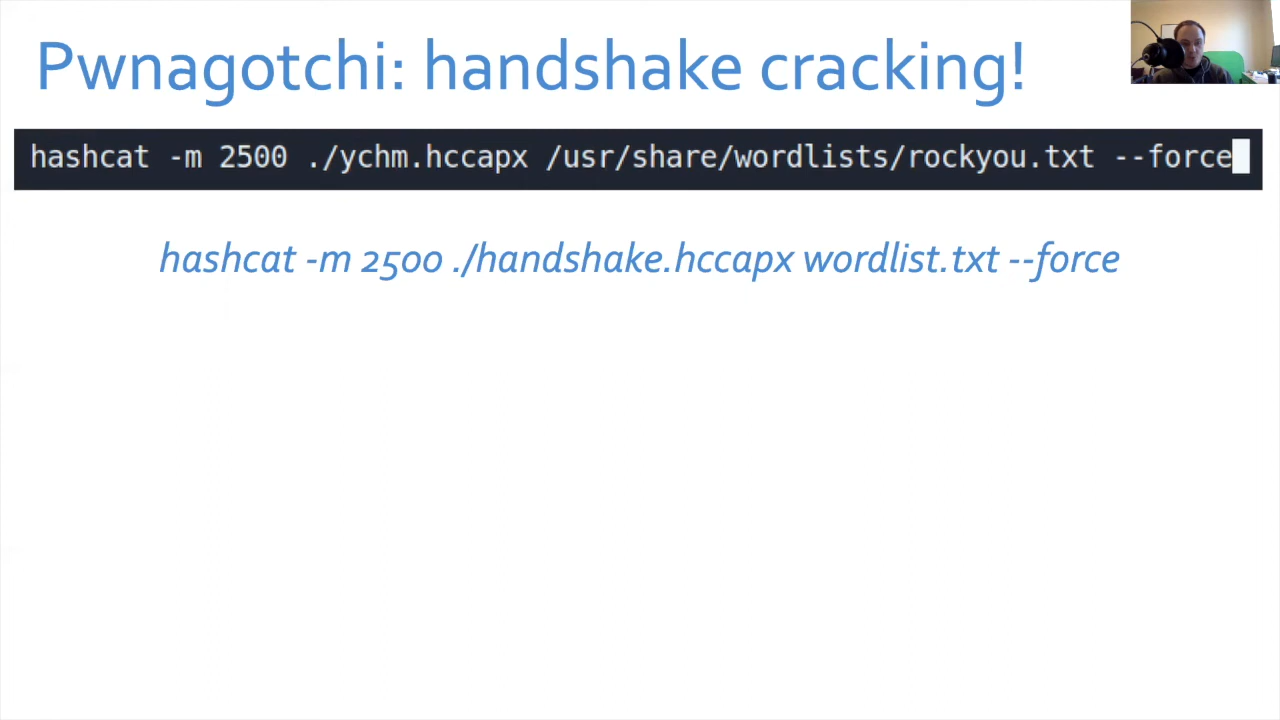 Pwnagotchi: handshake cracking!
hashcat -m 2500 ./ychm.hccapx /usr/share/wordlists/rockyou.txt --force
hashcat -m 2500 ./handshake.hccapx wordlist.txt --force